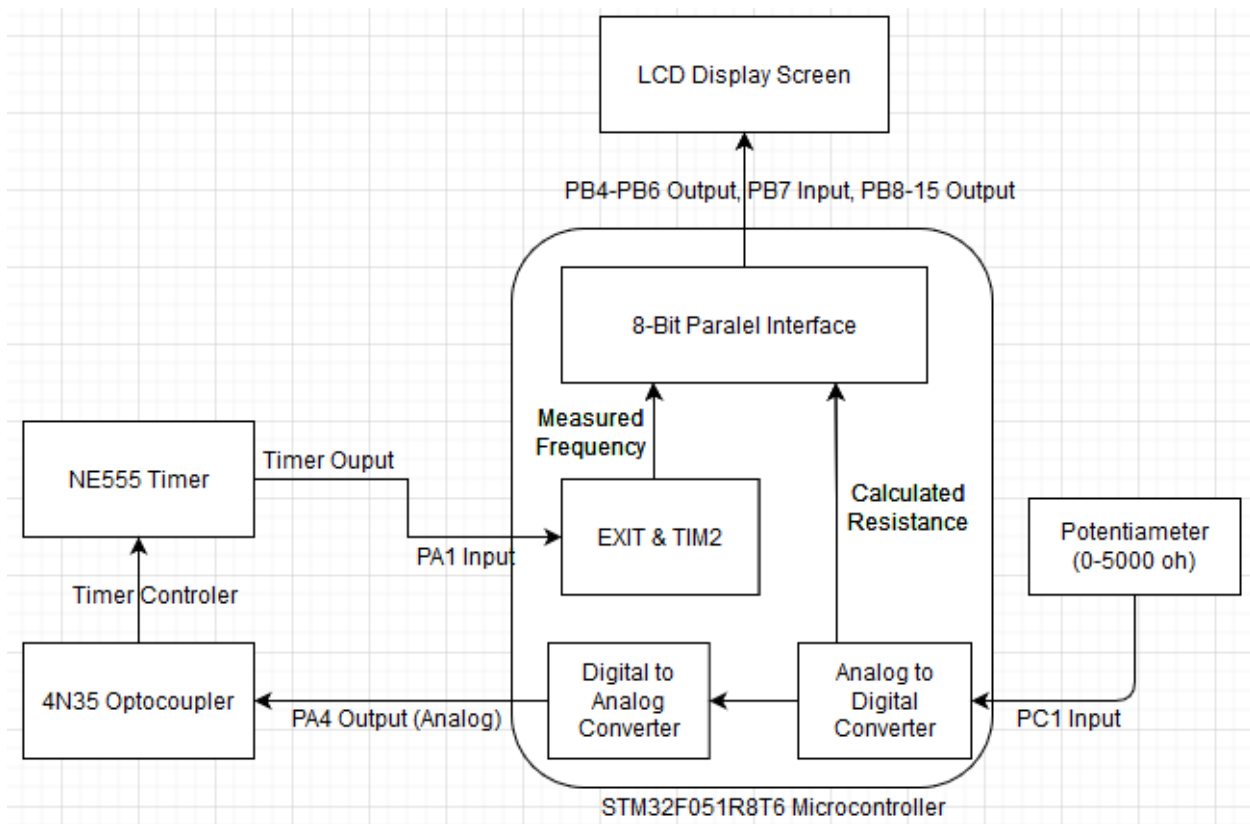 LCD Display Screen
PB4-PB6 Output, PB7 Input, PB8-15 Output
8-Bit Paralel Interface
Measured
Frequency
NE555 Timer
Timer Ouput
Calculated
Resistance
EXIT & TIM2
PA1 Input
Potentiameter
(0-5000 oh)
Timer Controler
4N35 Optocoupler
PA4 Output (Analog)
Digital to
Analog
Converter
Analog to
Digital
Converter
PC1 Input
STM32F051R8T6 Microcontroller